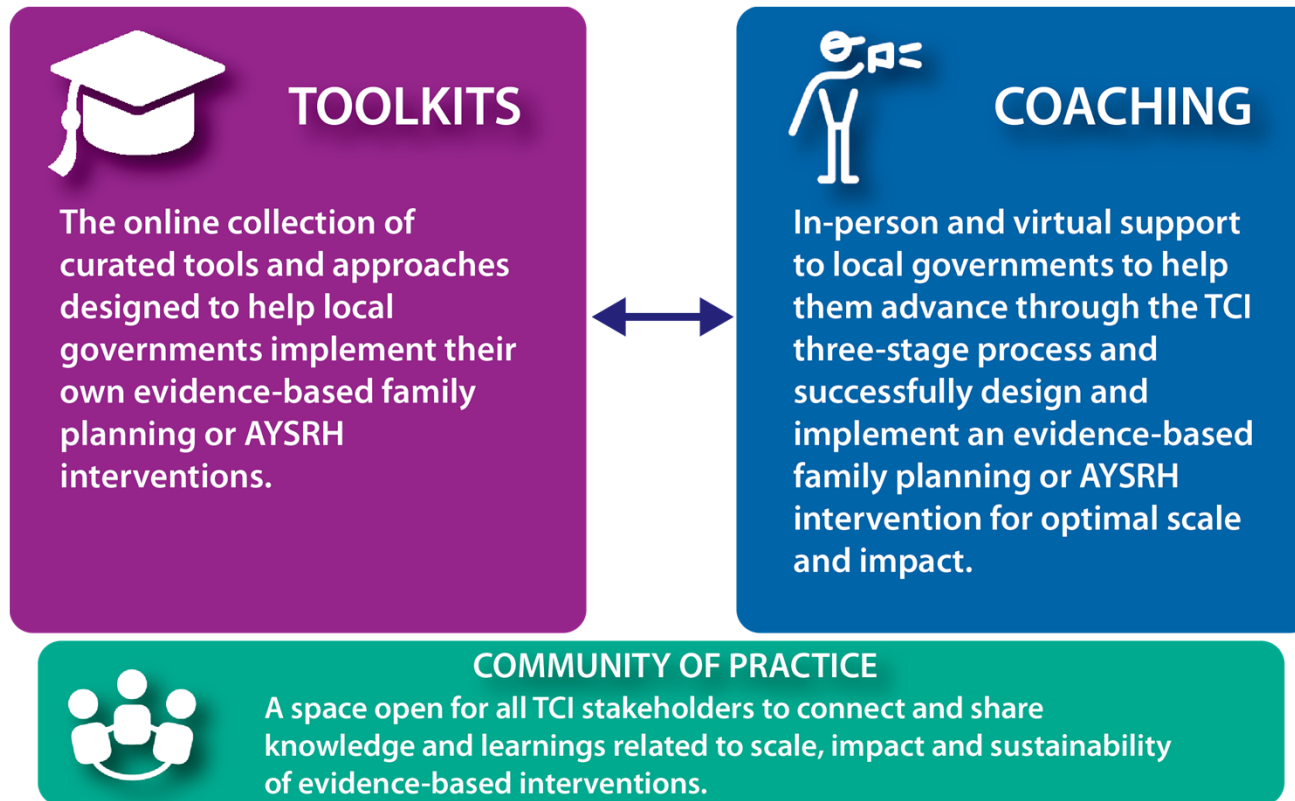 TOOLKITS
The online collection of
curated tools and approaches
designed to help local
governments implement their
own evidence-based family
planning or AYSRH
interventions.
COACHING
In-person and virtual support
to local governments to help
them advance through the TCI
three-stage process and
successfully design and
implement an evidence-based
family planning or AYSRH
intervention for optimal scale
and impact.
COMMUNITY OF PRACTICE
A space open for all TCI stakeholders to connect and share
knowledge and learnings related to scale, impact and sustainability
of evidence-based interventions.